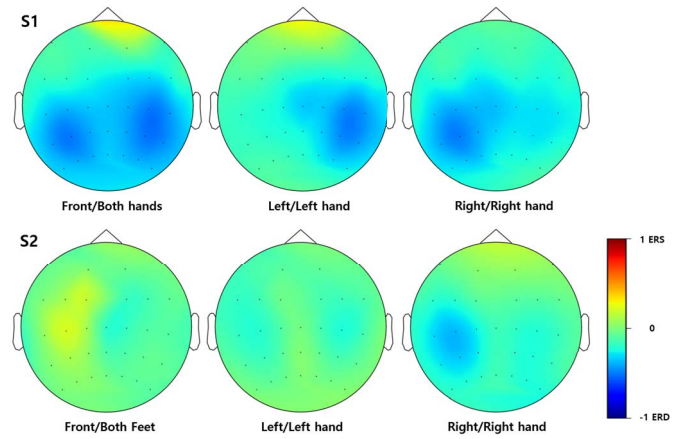 S1
Front/Both hands
Left/Left hand
Right/Right hand
S2
1 ERS
0
-1 ERD
Front/Both Feet
Left/Left hand
Right/Right hand